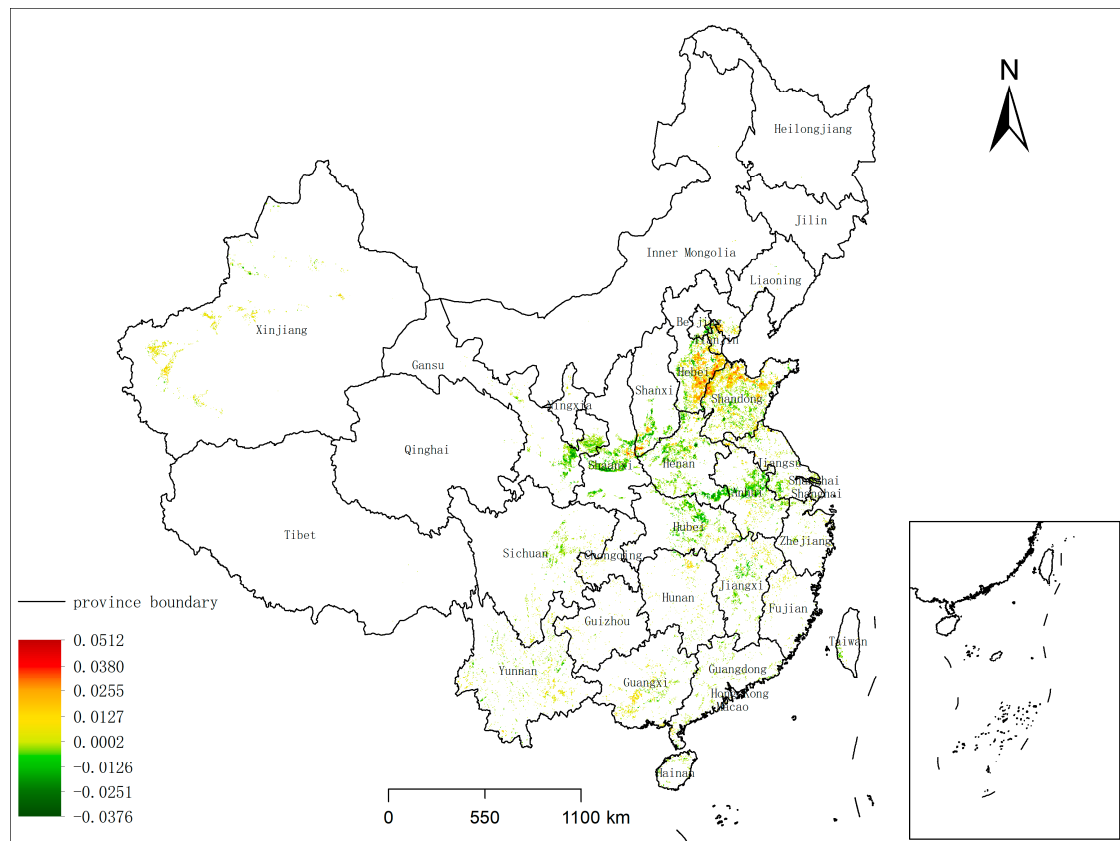 N
Heilongjiang
Jilin
Inner Mongolia
Liaoning
Beijing
Tianjin
Xinjiang
Gansu
Hebei
Shanxi
Shandong
Ningxia
Qinghai
Shaanxi
Henan
Jiangsu
Shanghai
Anhui
Shanghai
Hubei
Tibet
Sichuan
Chongqing
Zhejiang
Jiangxi
Hunan
Fujian
province boundary
Guizhou
Taiwan
Yunnan
Guangxi
Guangdong
Hong Kong
Macao
Hainan
0.0512
0.0380
0.0255
0.0127
0.0002
-0.0126
-0.0251
-0.0376
0 550 1100 km